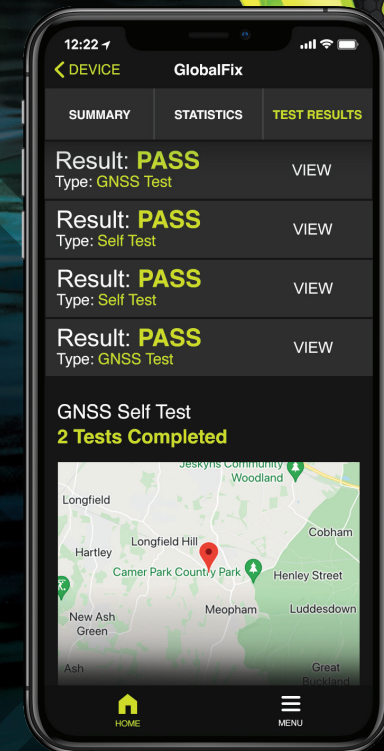 12:22
DEVICE
GlobalFix
SUMMARY
STATISTICS
TEST RESULTS
Result: PASS
Type: GNSS Test
VIEW
Result: PASS
Type: Self Test
VIEW
Result: PASS
Type: Self Test
VIEW
Result: PASS
Type: GNSS Test
VIEW
GNSS Self Test
2 Tests Completed
Jeskyns Community
Woodland
Longfield
Cobham
Longfield Hill
Hartley
Camer Park Country Park
Henley Street
New Ash
Green
Meopham
Luddesdown
Ash
Great
Buckland
HOME
MENU